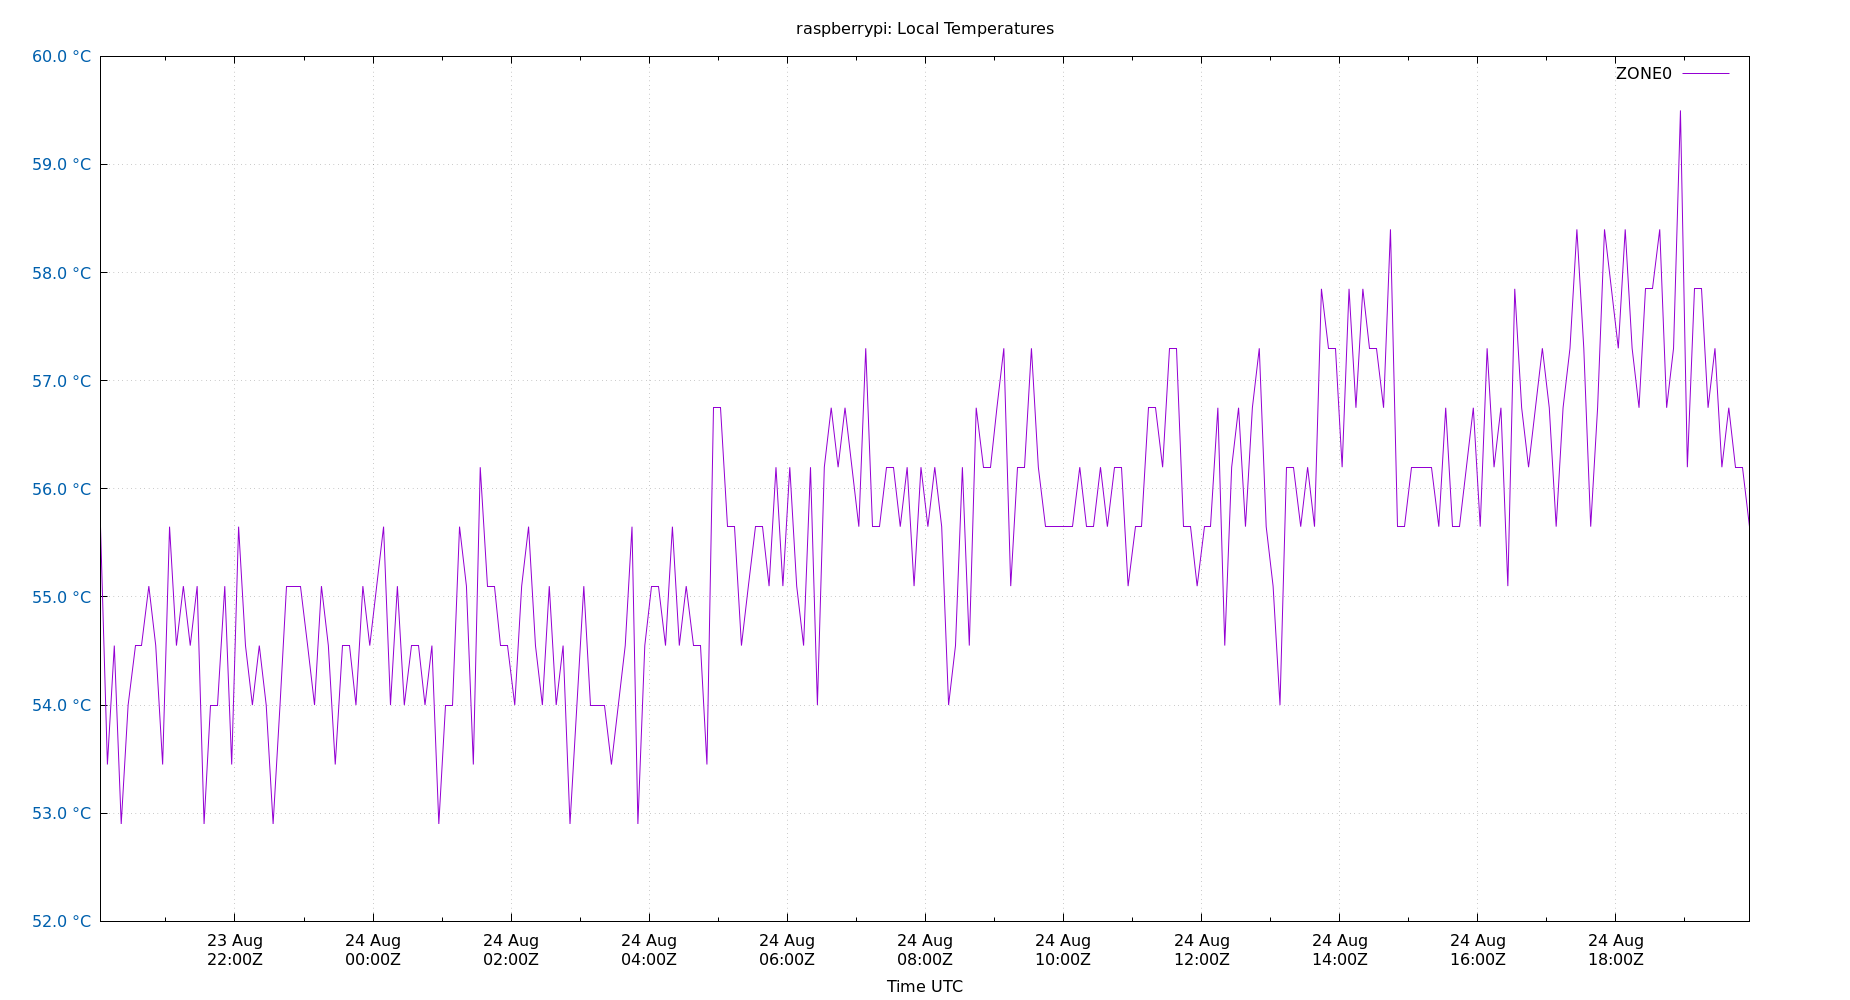 raspberrypi: Local Temperatures
60.0 °C
ZONE0
59.0 °C
58.0 °C
57.0 °C
56.0 °C
55.0 °C
54.0 °C
53.0 °C
52.0 °C
23 Aug 24 Aug 24 Aug 24 Aug 24 Aug 24 Aug 24 Aug 24 Aug 24 Aug 24 Aug 24 Aug
22:00Z 00:00Z 02:00Z 04:00Z 06:00Z 08:00Z 10:00Z 12:00Z 14:00Z 16:00Z 18:00Z
Time UTC